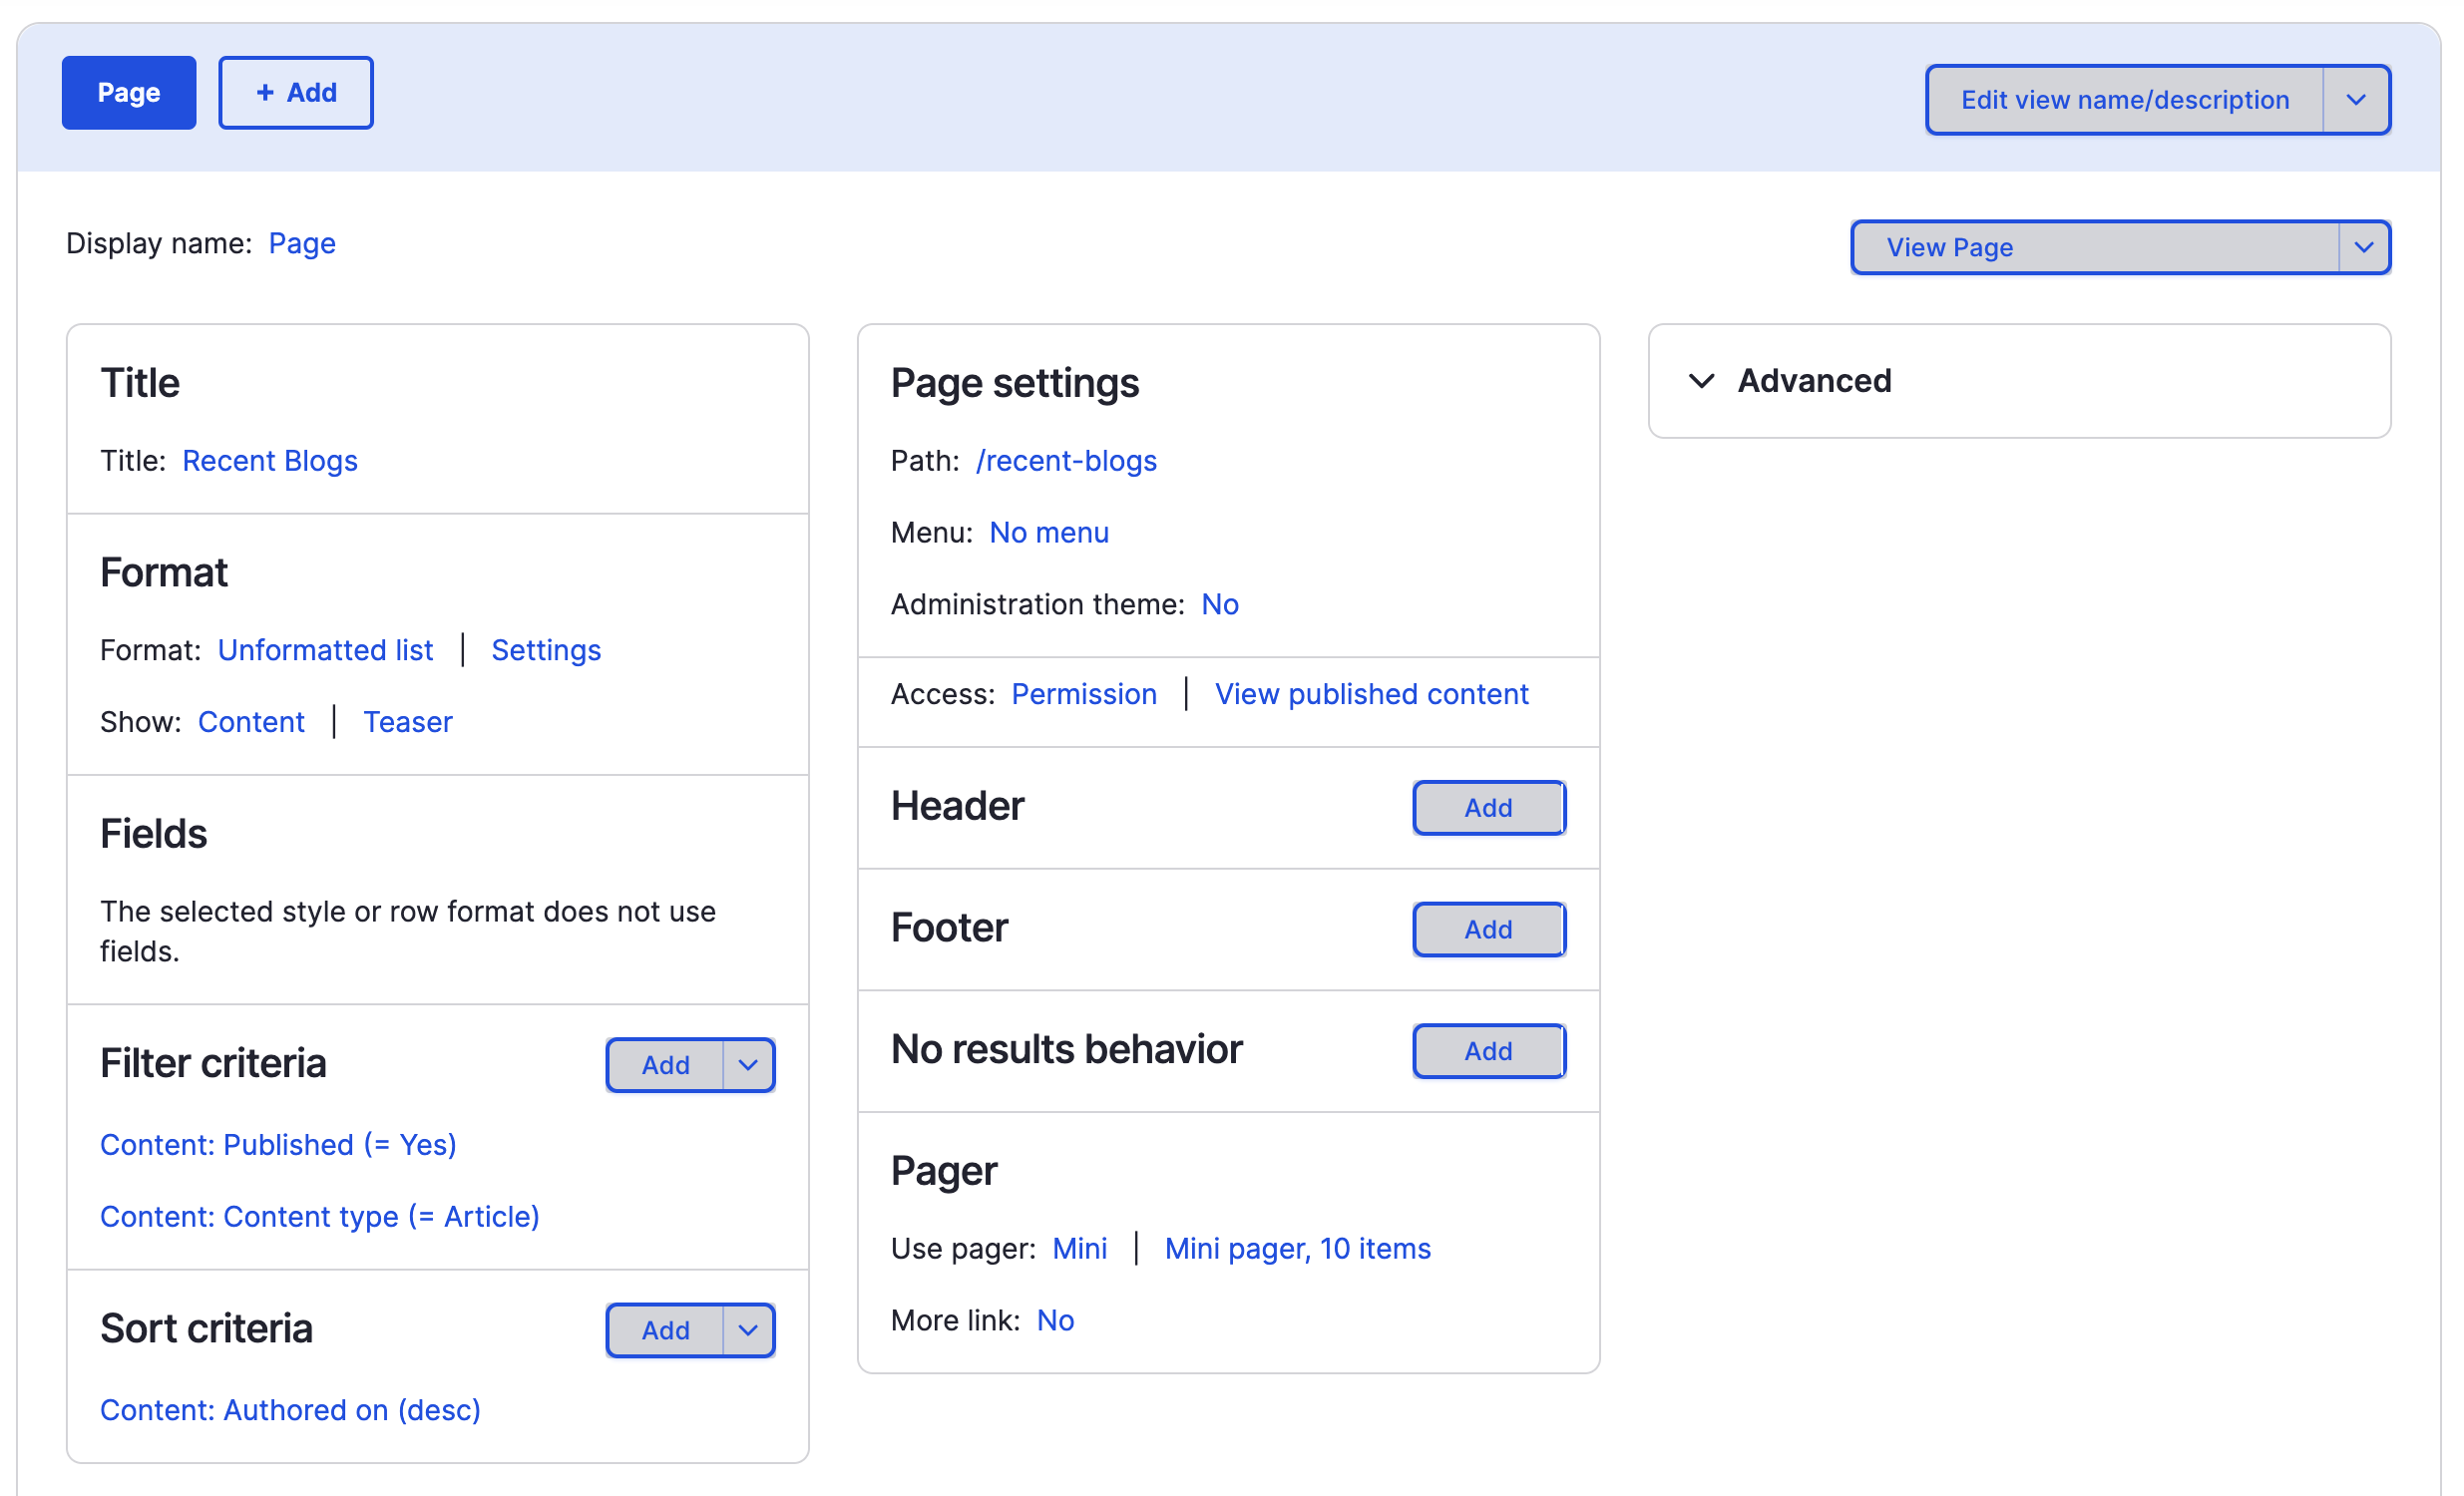 Page
+ Add
Edit view name/description
Display name: Page
View Page
Title
Title: Recent Blogs
Format
Format: Unformatted list | Settings
Show: Content | Teaser
Fields
The selected style or row format does not use
fields.
Filter criteria
Add
Content: Published (= Yes)
Content: Content type (= Article)
Sort criteria
Add
Content: Authored on (desc)
Page settings
Path: /recent-blogs
Menu: No menu
Administration theme: No
Access: Permission | View published content
Header
Add
Footer
Add
No results behavior
Add
Pager
Use pager: Mini | Mini pager, 10 items
More link: No
Advanced